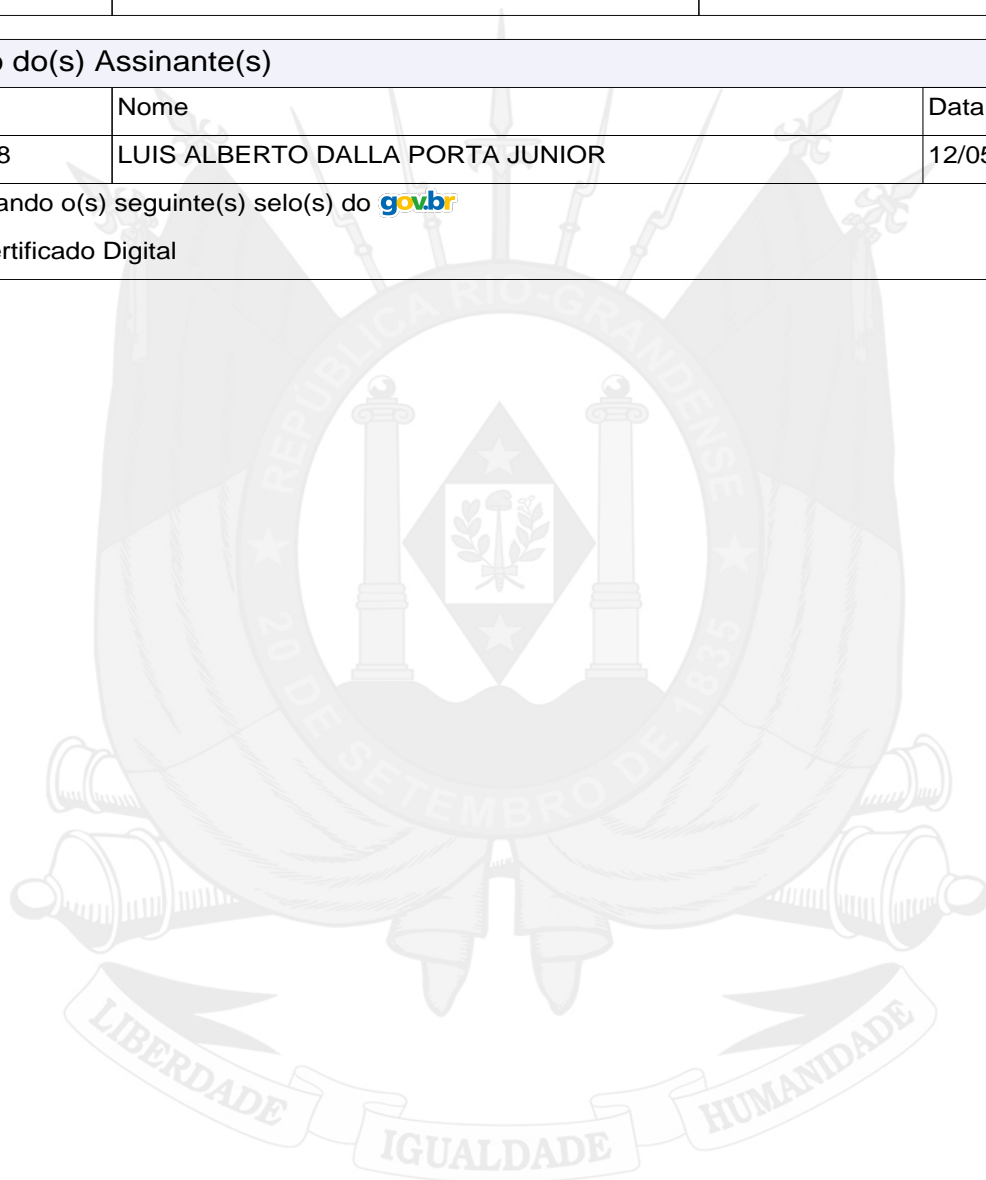 o do(s) Assinante(s)
Nome
Data
8
LUIS ALBERTO DALLA PORTA JUNIOR
12/05
ando o(s) seguinte(s) selo(s) do gov.br
ertificado Digital
REPÚBLICA RIO-GRANDENSE
20 DE SETEMBRO DE 1835
LIBERDADE
IGUALDADE
HUMANIDADE